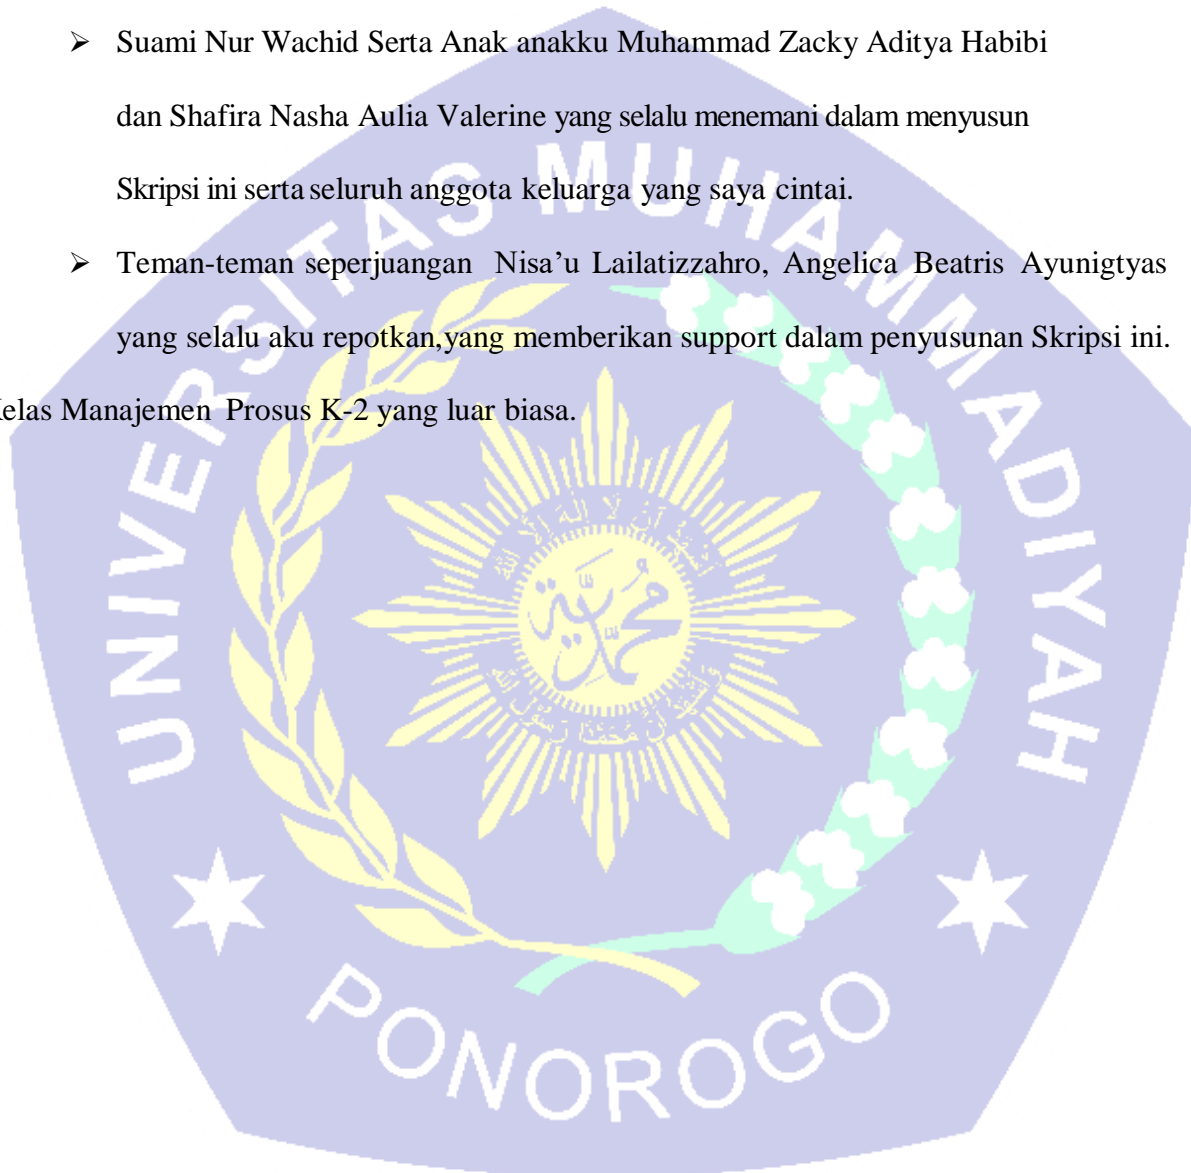 ➢ Suami Nur Wachid Serta Anak anakku Muhammad Zacky Aditya Habibi
dan Shafira Nasha Aulia Valerine yang selalu menemani dalam menyusun
Skripsi ini serta seluruh anggota keluarga yang saya cintai.
➢ Teman-teman seperjuangan Nisa’u Lailatizzahro, Angelica Beatris Ayunigtyas
yang selalu aku repotkan,yang memberikan support dalam penyusunan Skripsi ini.
elas Manajemen Prosus K-2 yang luar biasa.
UNIVERSITAS MUHAMMADIYAH
PONOROGO
محمدية